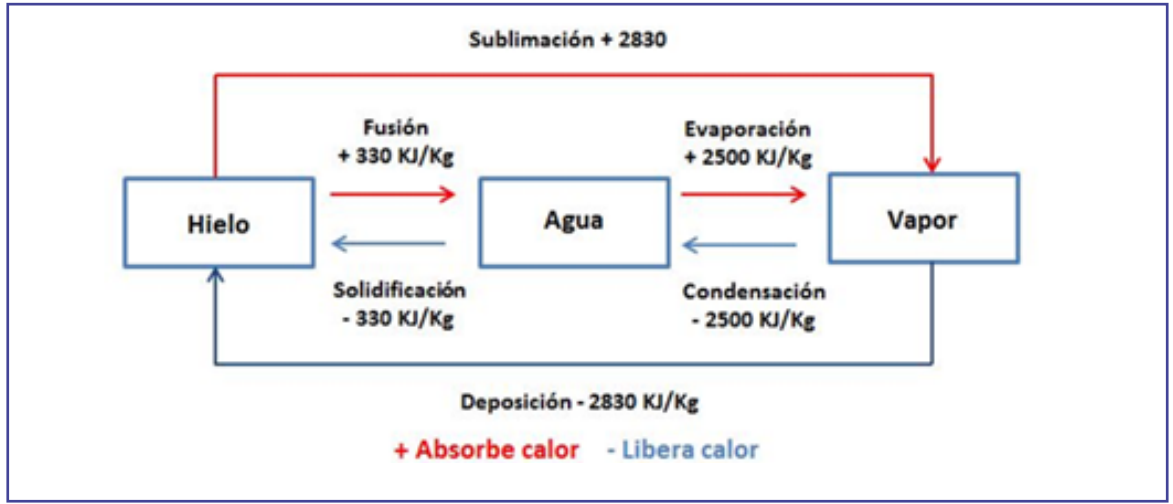 Sublimación + 2830
Fusión
+ 330 KJ/Kg
Evaporación
+ 2500 KJ/Kg
Hielo
Agua
Vapor
Solidificación
- 330 KJ/Kg
Condensación
- 2500 KJ/Kg
Deposición - 2830 KJ/Kg
+ Absorbe calor - Libera calor